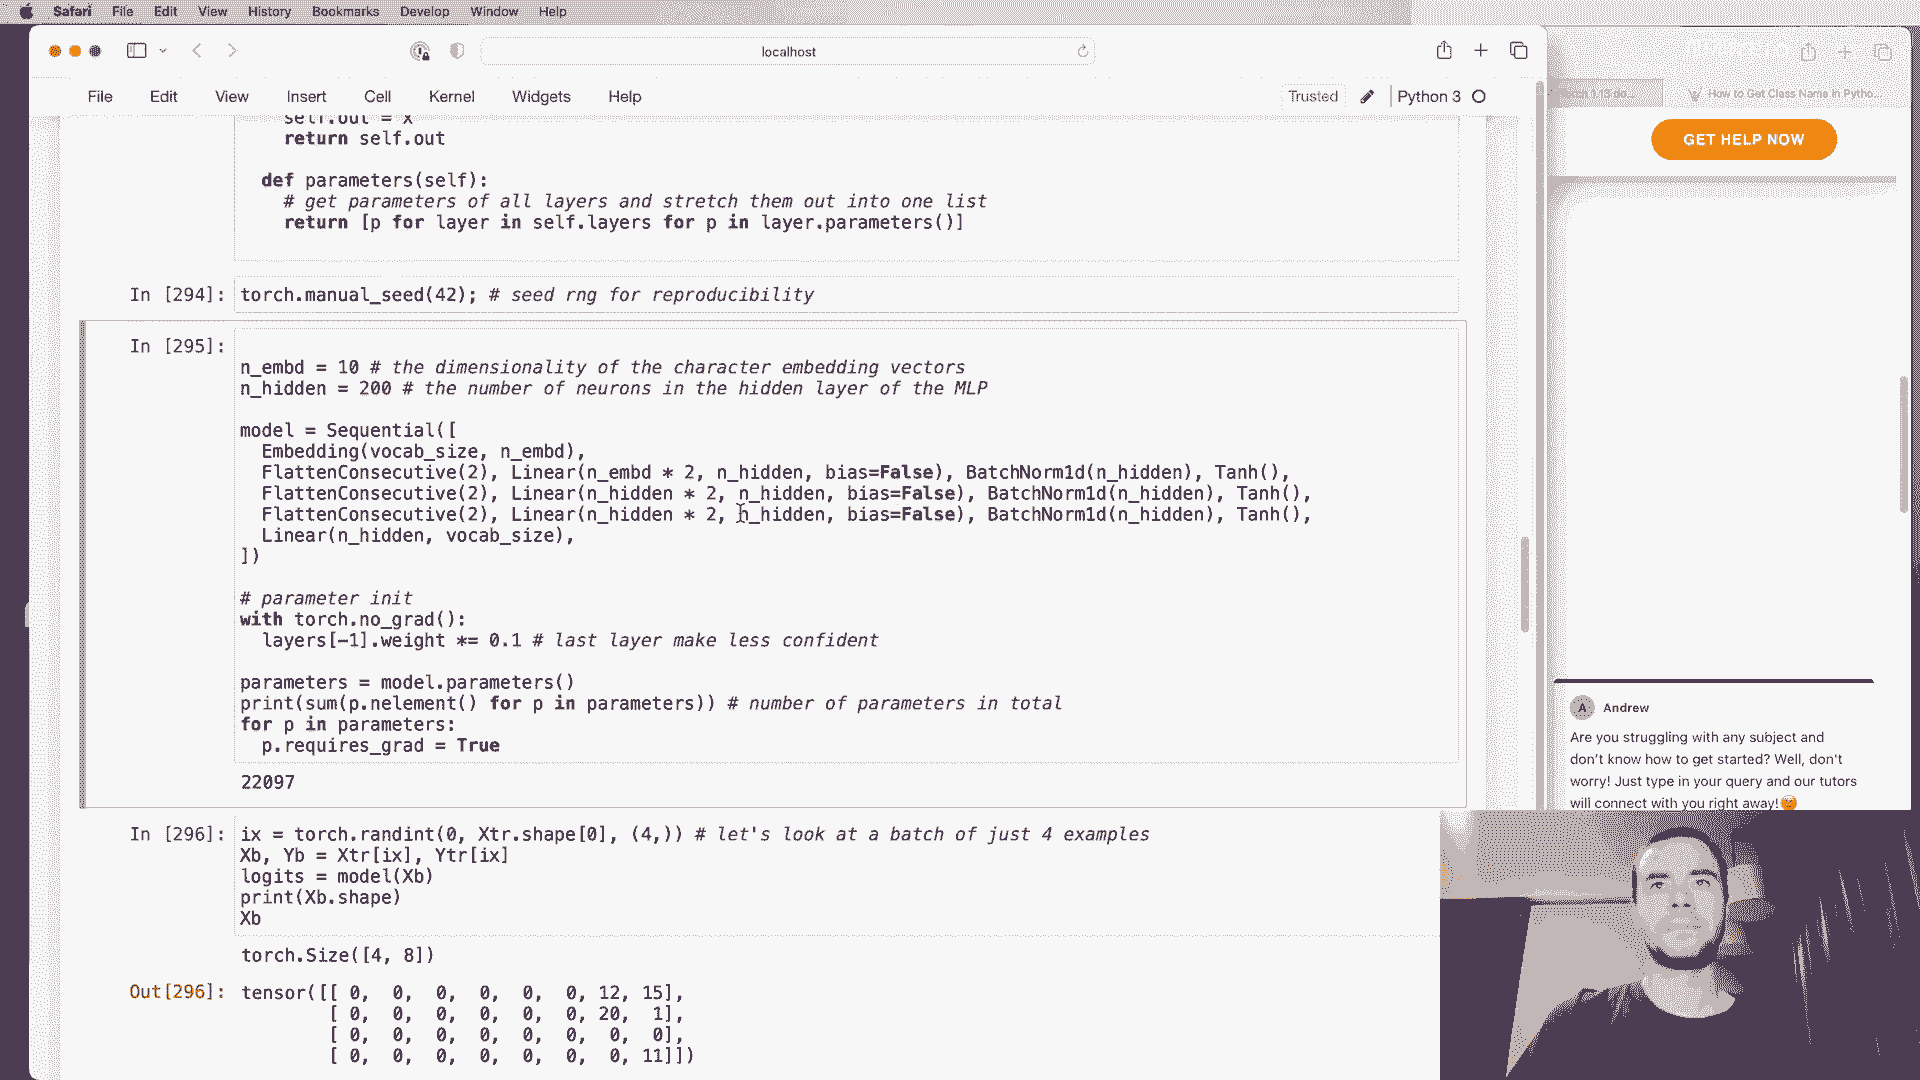 Safari File Edit View History Bookmarks Develop Window Help
localhost
File Edit View Insert Cell Kernel Widgets Help
Trusted Python 3
How to Get Class Name in Pytho...
GET HELP NOW
self.out = x
return self.out
def parameters(self):
# get parameters of all layers and stretch them out into one list
return [p for layer in self.layers for p in layer.parameters()]
In [294]: torch.manual_seed(42); # seed rng for reproducibility
In [295]:
n_embd = 10 # the dimensionality of the character embedding vectors
n_hidden = 200 # the number of neurons in the hidden layer of the MLP
model = Sequential([
Embedding(vocab_size, n_embd),
FlattenConsecutive(2), Linear(n_embd * 2, n_hidden, bias=False), BatchNorm1d(n_hidden), Tanh(),
FlattenConsecutive(2), Linear(n_hidden * 2, n_hidden, bias=False), BatchNorm1d(n_hidden), Tanh(),
FlattenConsecutive(2), Linear(n_hidden * 2, n_hidden, bias=False), BatchNorm1d(n_hidden), Tanh(),
Linear(n_hidden, vocab_size),
])
# parameter init
with torch.no_grad():
layers[-1].weight *= 0.1 # last layer make less confident
parameters = model.parameters()
print(sum(p.nelement() for p in parameters)) # number of parameters in total
for p in parameters:
p.requires_grad = True
22097
In [296]: ix = torch.randint(0, Xtr.shape[0], (4,)) # let's look at a batch of just 4 examples
Xb, Yb = Xtr[ix], Ytr[ix]
logits = model(Xb)
print(Xb.shape)
Xb
torch.Size([4, 8])
Out[296]: tensor([[ 0, 0, 0, 0, 0, 0, 12, 15],
[ 0, 0, 0, 0, 0, 0, 20, 1],
[ 0, 0, 0, 0, 0, 0, 0, 0],
[ 0, 0, 0, 0, 0, 0, 0, 11]])
A Andrew
Are you struggling with any subject and
don't know how to get started? Well, don't
worry! Just type in your query and our tutors
will connect with you right away!